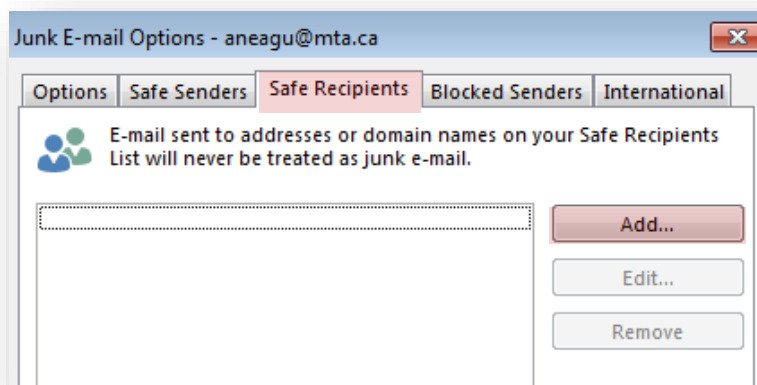 Junk E-mail Options - aneagu@mta.ca
Options Safe Senders Safe Recipients Blocked Senders International
E-mail sent to addresses or domain names on your Safe Recipients
List will never be treated as junk e-mail.
Add...
Edit...
Remove